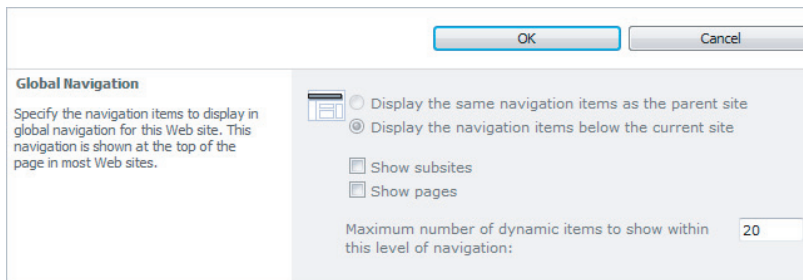 OK
Cancel
Global Navigation
Specify the navigation items to display in
global navigation for this Web site. This
navigation is shown at the top of the
page in most Web sites.
Display the same navigation items as the parent site
Display the navigation items below the current site
Show subsites
Show pages
Maximum number of dynamic items to show within
this level of navigation:
20